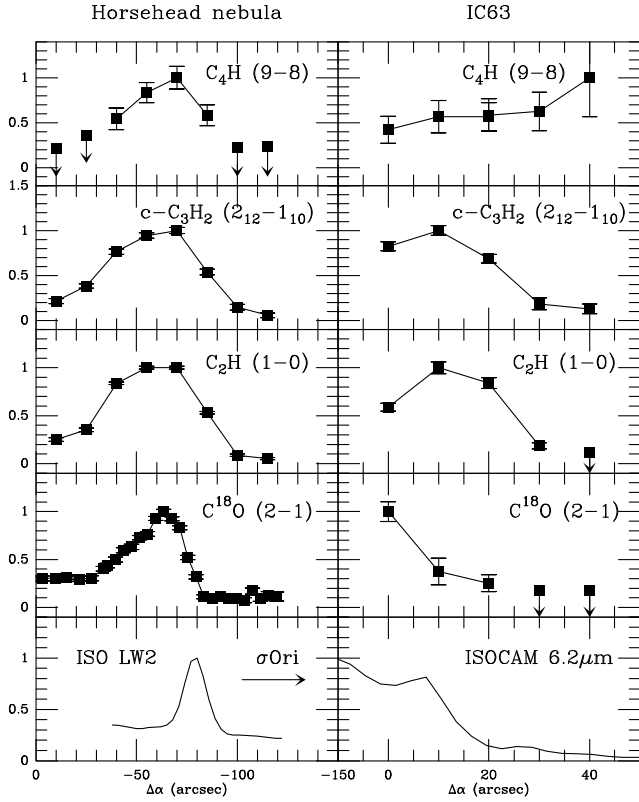 Horsehead nebula IC63
1
0.5
0
C₄H (9−8) C₄H (9−8)
1.5
1
0.5
0
c−C₃H₂ (2₁₂−1₁₀) c−C₃H₂ (2₁₂−1₁₀)
1
0.5
0
C₂H (1−0) C₂H (1−0)
1
0.5
0
C¹⁸O (2−1) C¹⁸O (2−1)
1
0.5
0
ISO LW2 σOri ISOCAM 6.2μm
0 −50 −100 −150 0 20 40
Δα (arcsec) Δα (arcsec)